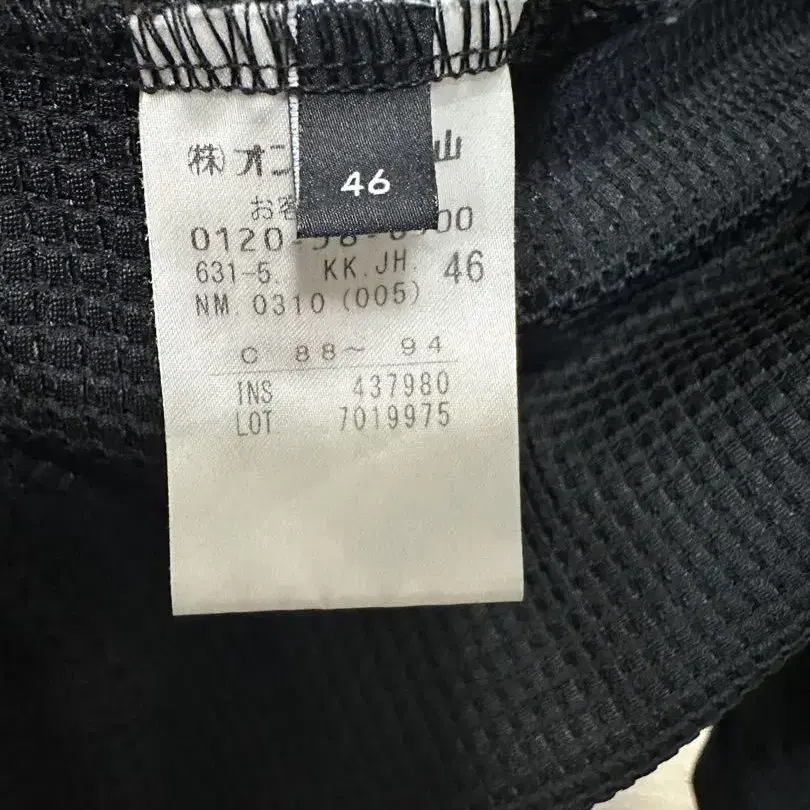 (株)オン 山
46
お客
0120-
631-5. KK.JH. 46
NM.0310(005)
C 88~ 94
INS 437980
LOT 7019975